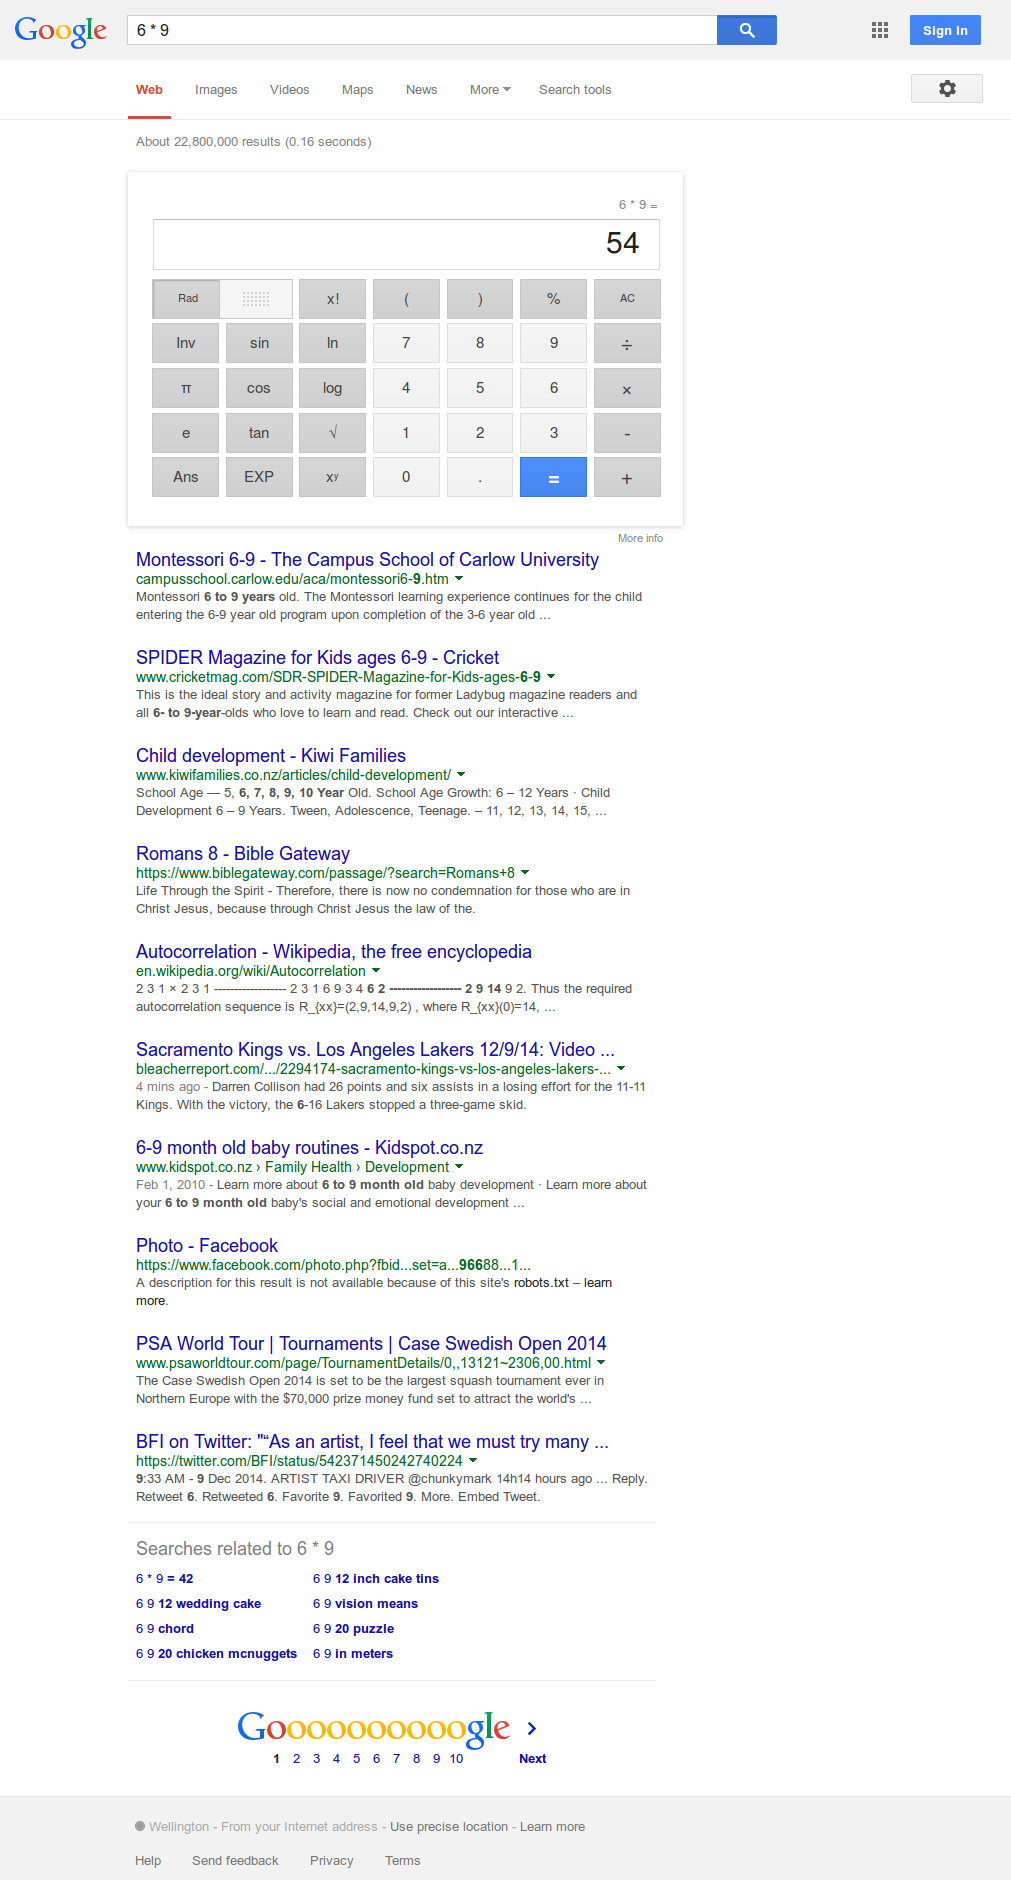 Google 6 * 9 Sign in
Web Images Videos Maps News More Search tools
About 22,800,000 results (0.16 seconds)
6 * 9 =
54
Rad x! ( ) % AC
Inv sin ln 7 8 9 ÷
π cos log 4 5 6 ×
e tan √ 1 2 3 -
Ans EXP xʸ 0 . = +
More info
Montessori 6-9 - The Campus School of Carlow University
campusschool.carlow.edu/aca/montessori6-9.htm
Montessori 6 to 9 years old. The Montessori learning experience continues for the child
entering the 6-9 year old program upon completion of the 3-6 year old ...
SPIDER Magazine for Kids ages 6-9 - Cricket
www.cricketmag.com/SDR-SPIDER-Magazine-for-Kids-ages-6-9
This is the ideal story and activity magazine for former Ladybug magazine readers and
all 6- to 9-year-olds who love to learn and read. Check out our interactive ...
Child development - Kiwi Families
www.kiwifamilies.co.nz/articles/child-development/
School Age — 5, 6, 7, 8, 9, 10 Year Old. School Age Growth: 6 – 12 Years · Child
Development 6 – 9 Years. Tween, Adolescence, Teenage. – 11, 12, 13, 14, 15, ...
Romans 8 - Bible Gateway
https://www.biblegateway.com/passage/?search=Romans+8
Life Through the Spirit - Therefore, there is now no condemnation for those who are in
Christ Jesus, because through Christ Jesus the law of the.
Autocorrelation - Wikipedia, the free encyclopedia
en.wikipedia.org/wiki/Autocorrelation
2 3 1 × 2 3 1 ------------------ 2 3 1 6 9 3 4 6 2 ------------------ 2 9 14 9 2. Thus the required
autocorrelation sequence is R_{xx}=(2,9,14,9,2) , where R_{xx}(0)=14, ...
Sacramento Kings vs. Los Angeles Lakers 12/9/14: Video ...
bleacherreport.com/.../2294174-sacramento-kings-vs-los-angeles-lakers-...
4 mins ago - Darren Collison had 26 points and six assists in a losing effort for the 11-11
Kings. With the victory, the 6-16 Lakers stopped a three-game skid.
6-9 month old baby routines - Kidspot.co.nz
www.kidspot.co.nz › Family Health › Development
Feb 1, 2010 - Learn more about 6 to 9 month old baby development · Learn more about
your 6 to 9 month old baby's social and emotional development ...
Photo - Facebook
https://www.facebook.com/photo.php?fbid...set=a...96688...1...
A description for this result is not available because of this site's robots.txt – learn
more.
PSA World Tour | Tournaments | Case Swedish Open 2014
www.psaworldtour.com/page/TournamentDetails/0,,13121~2306,00.html
The Case Swedish Open 2014 is set to be the largest squash tournament ever in
Northern Europe with the $70,000 prize money fund set to attract the world's ...
BFI on Twitter: "“As an artist, I feel that we must try many ...
https://twitter.com/BFI/status/542371450242740224
9:33 AM - 9 Dec 2014. ARTIST TAXI DRIVER @chunkymark 14h14 hours ago ... Reply.
Retweet 6. Retweeted 6. Favorite 9. Favorited 9. More. Embed Tweet.
Searches related to 6 * 9
6 * 9 = 42 6 9 12 inch cake tins
6 9 12 wedding cake 6 9 vision means
6 9 chord 6 9 20 puzzle
6 9 20 chicken mcnuggets 6 9 in meters
Goooooooooogle
1 2 3 4 5 6 7 8 9 10 Next
Wellington - From your Internet address - Use precise location - Learn more
Help Send feedback Privacy Terms